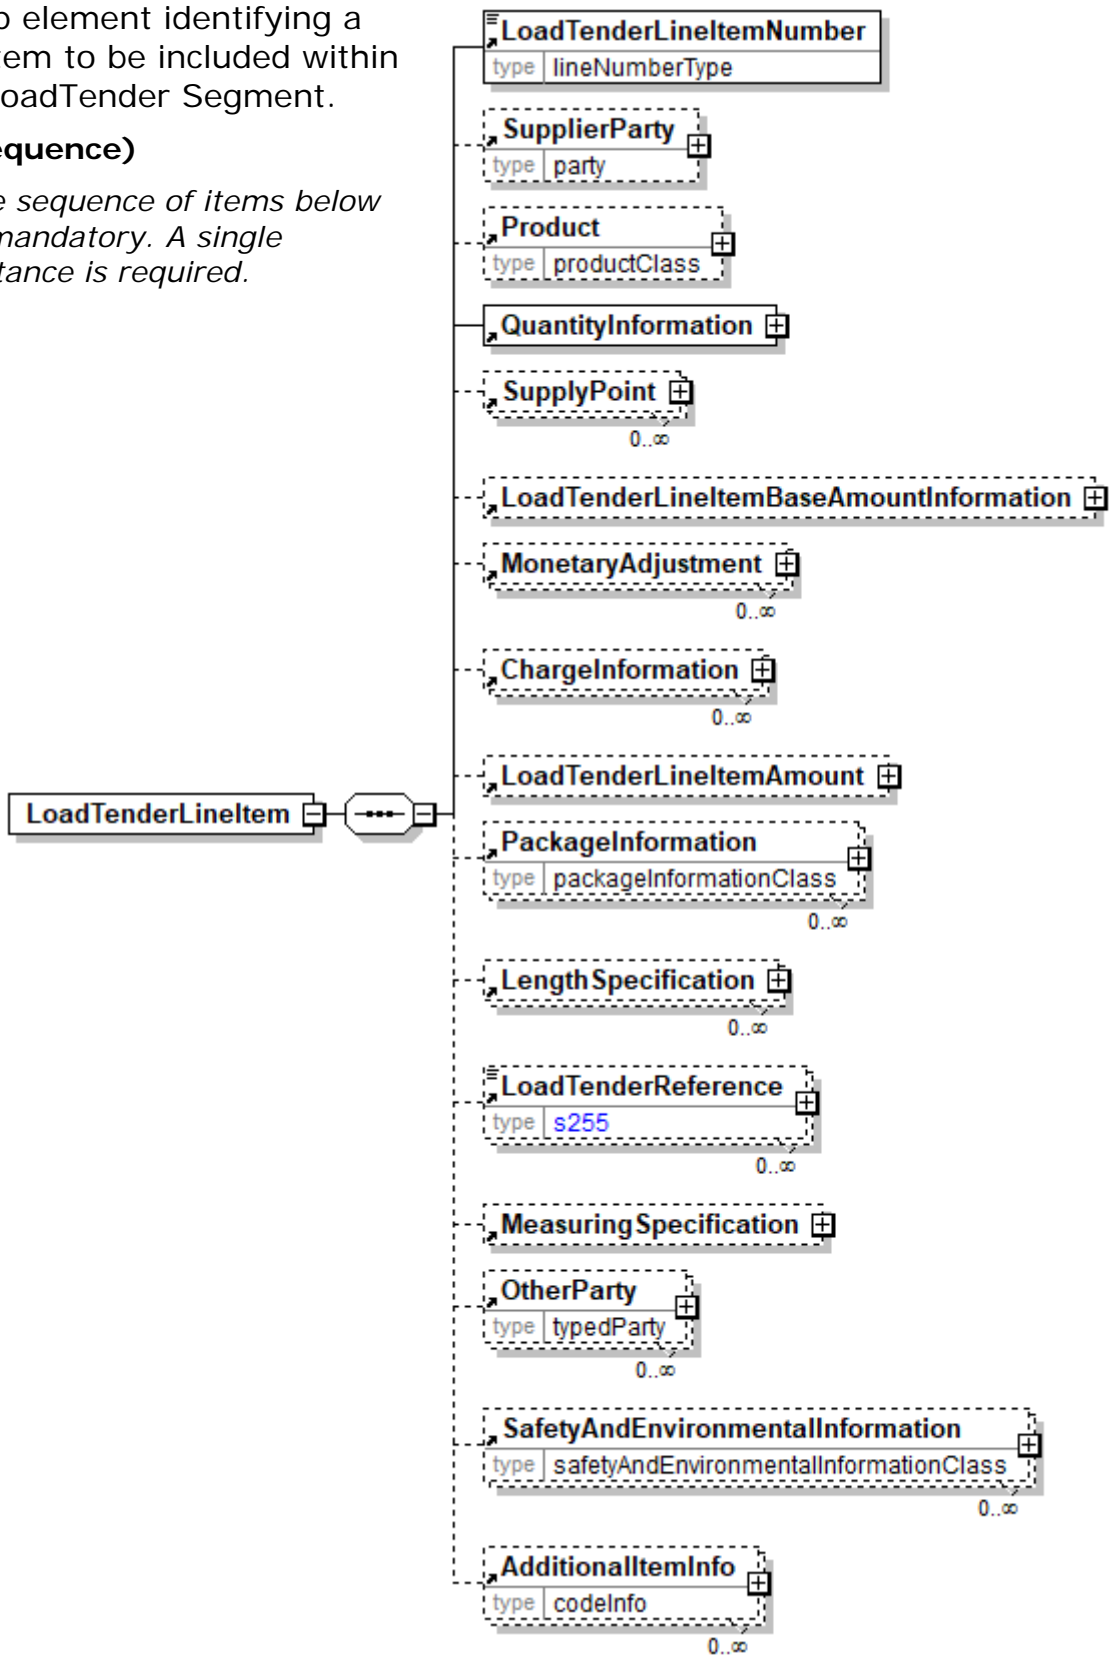 p element identifying a
tem to be included within
oadTender Segment.
equence)
e sequence of items below
mandatory. A single
tance is required.
LoadTenderLineItem
LoadTenderLineItemNumber
type lineNumberType
SupplierParty
type party
Product
type productClass
QuantityInformation
SupplyPoint
0..∞
LoadTenderLineItemBaseAmountInformation
MonetaryAdjustment
0..∞
ChargeInformation
0..∞
LoadTenderLineItemAmount
PackageInformation
type packageInformationClass
0..∞
LengthSpecification
0..∞
LoadTenderReference
type s255
0..∞
MeasuringSpecification
OtherParty
type typedParty
0..∞
SafetyAndEnvironmentalInformation
type safetyAndEnvironmentalInformationClass
0..∞
AdditionalItemInfo
type codeInfo
0..∞